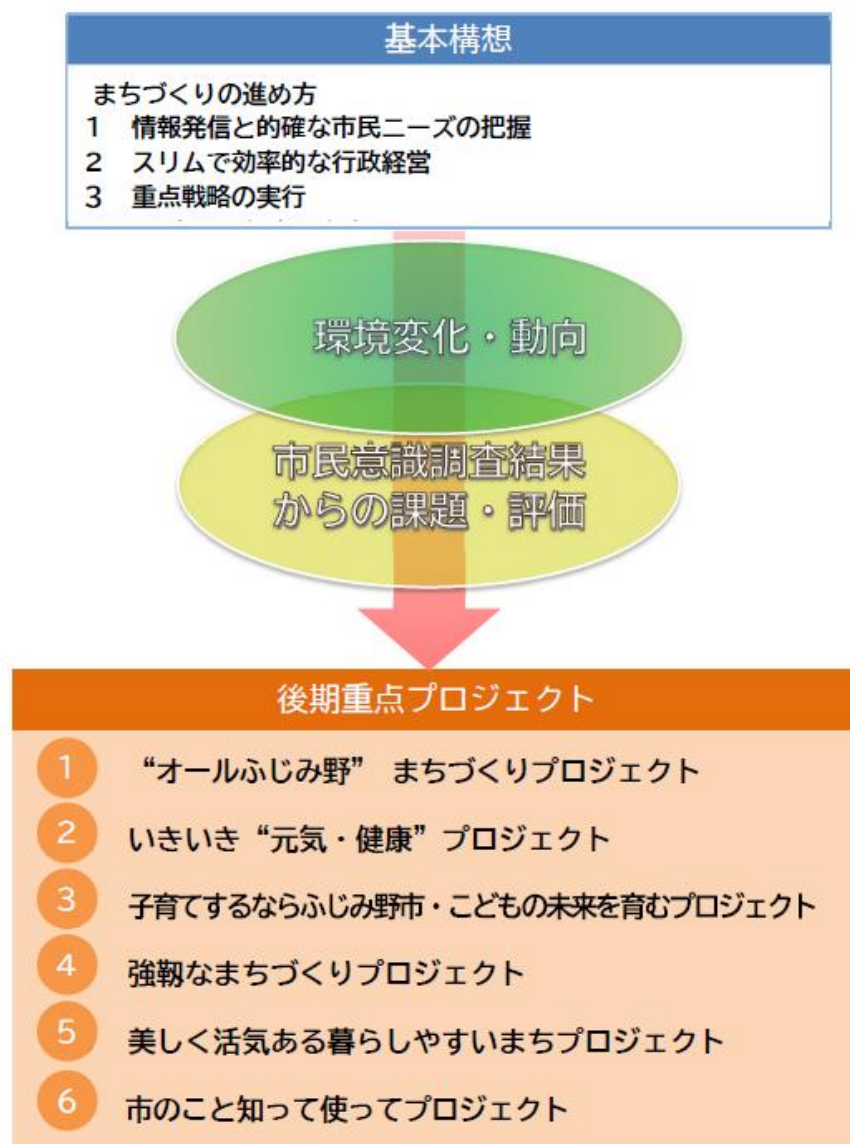 基本構想
まちづくりの進め方
1 情報発信と的確な市民ニーズの把握
2 スリムで効率的な行政経営
3 重点戦略の実行
環境変化・動向
市民意識調査結果
からの課題・評価
後期重点プロジェクト
1 “オールふじみ野” まちづくりプロジェクト
2 いきいき“元気・健康”プロジェクト
3 子育てするならふじみ野市・こどもの未来を育むプロジェクト
4 強靱なまちづくりプロジェクト
5 美しく活気ある暮らしやすいまちプロジェクト
6 市のこと知って使ってプロジェクト